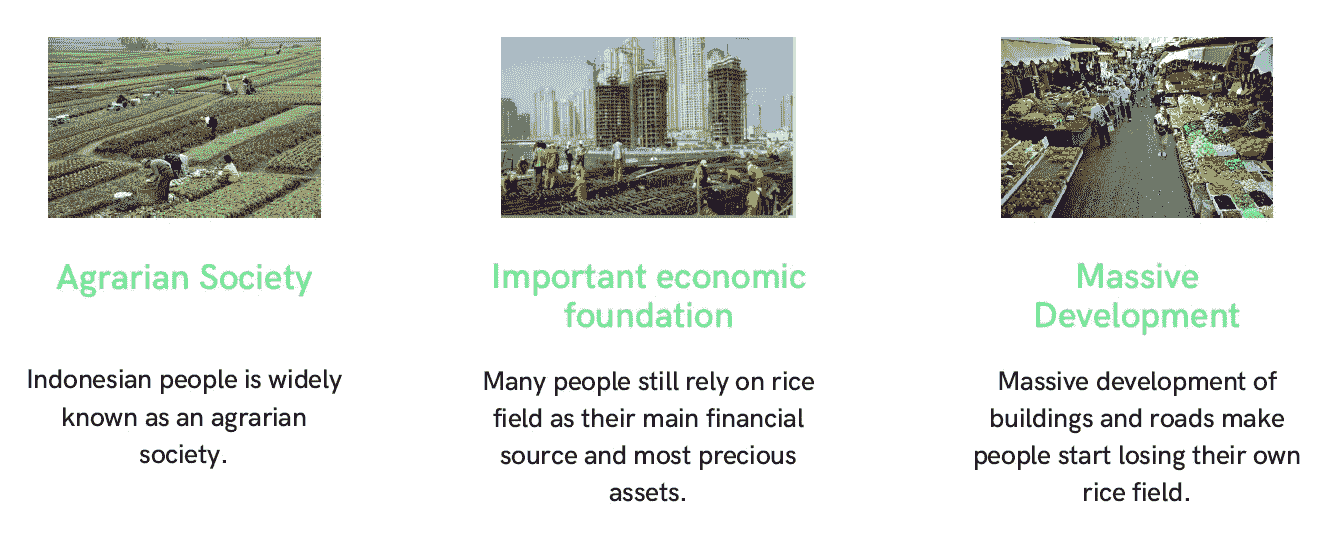 Agrarian Society
Indonesian people is widely
known as an agrarian
society.
Important economic
foundation
Many people still rely on rice
field as their main financial
source and most precious
assets.
Massive
Development
Massive development of
buildings and roads make
people start losing their own
rice field.